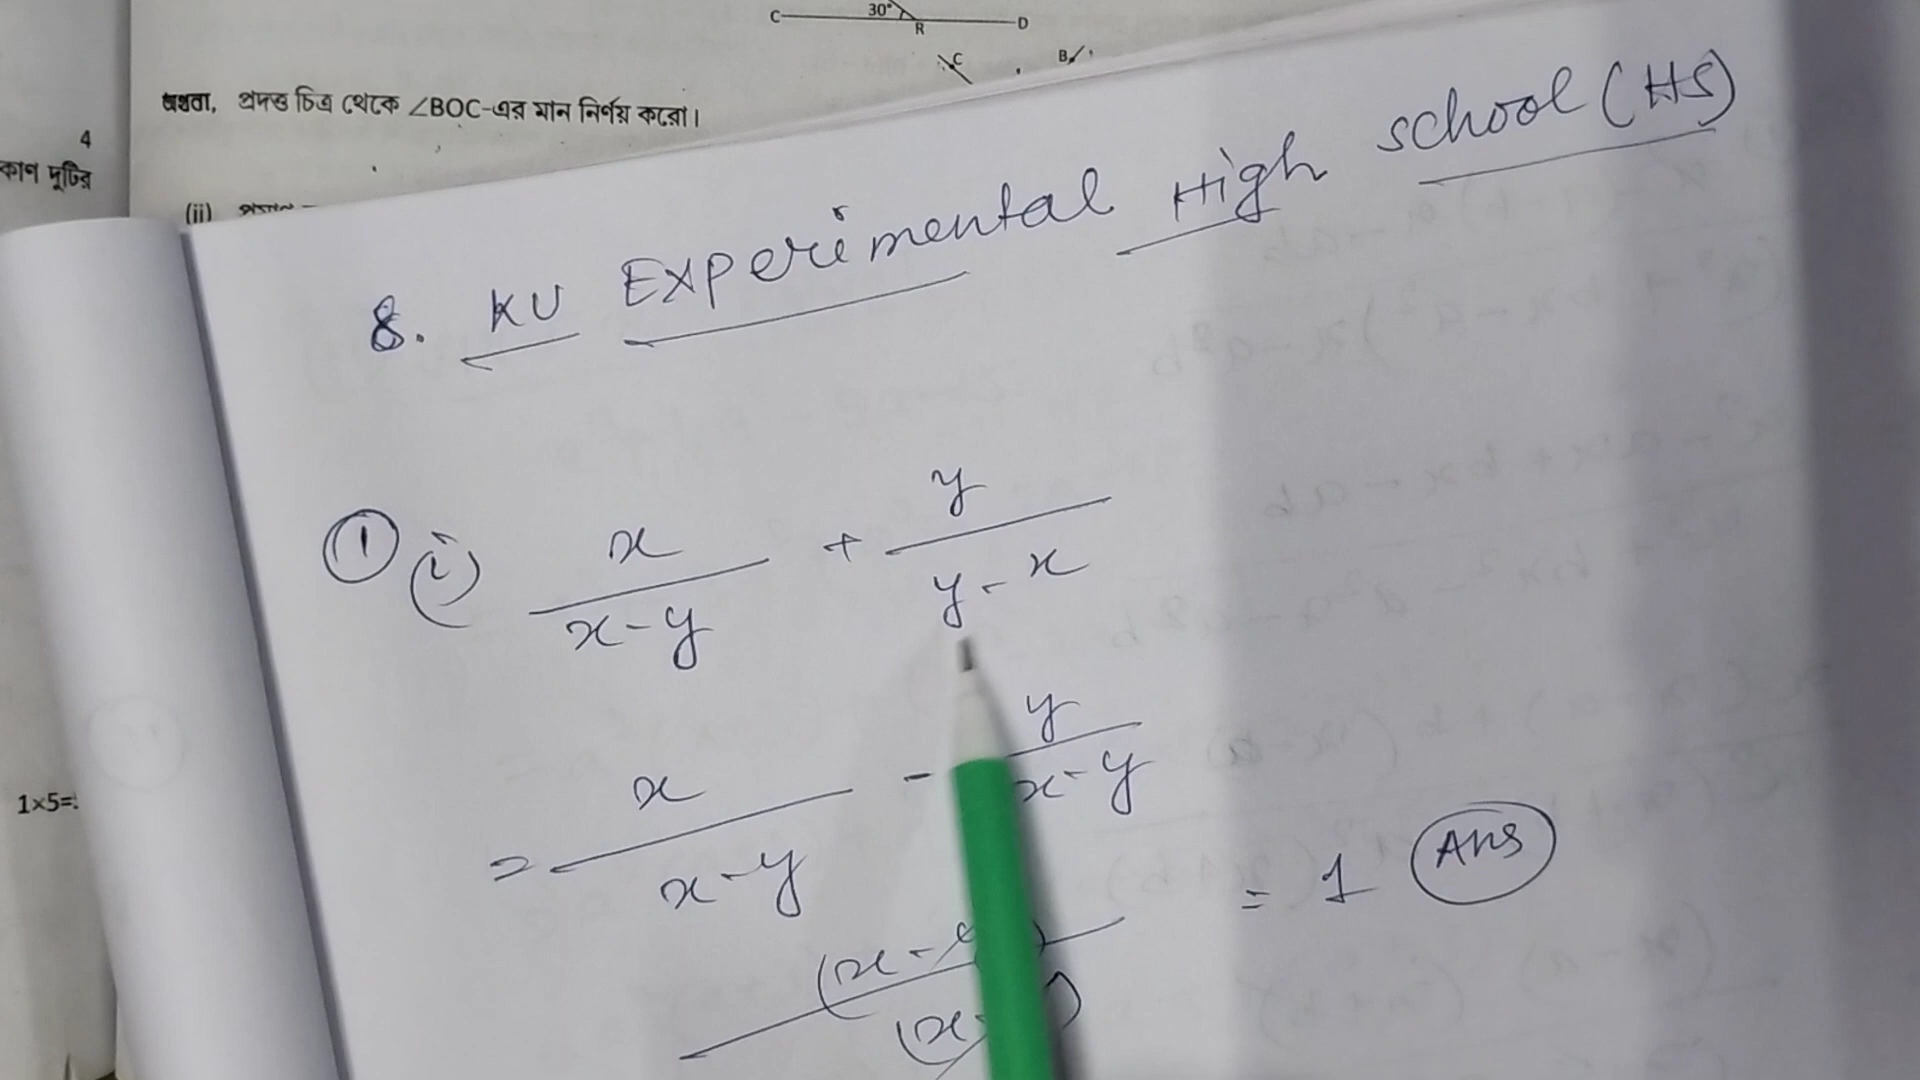 C 30° R D
C B
অথবা, প্রদত্ত চিত্র থেকে ∠BOC-এর মান নির্ণয় করো।
4
কোণ দুটির
(ii)
8. KU Experimental High school (HS)
① (i) x/(x-y) + y/(y-x)
= x/(x-y) - y/(x-y)
1×5=
= 1 Ans
(x-
(x